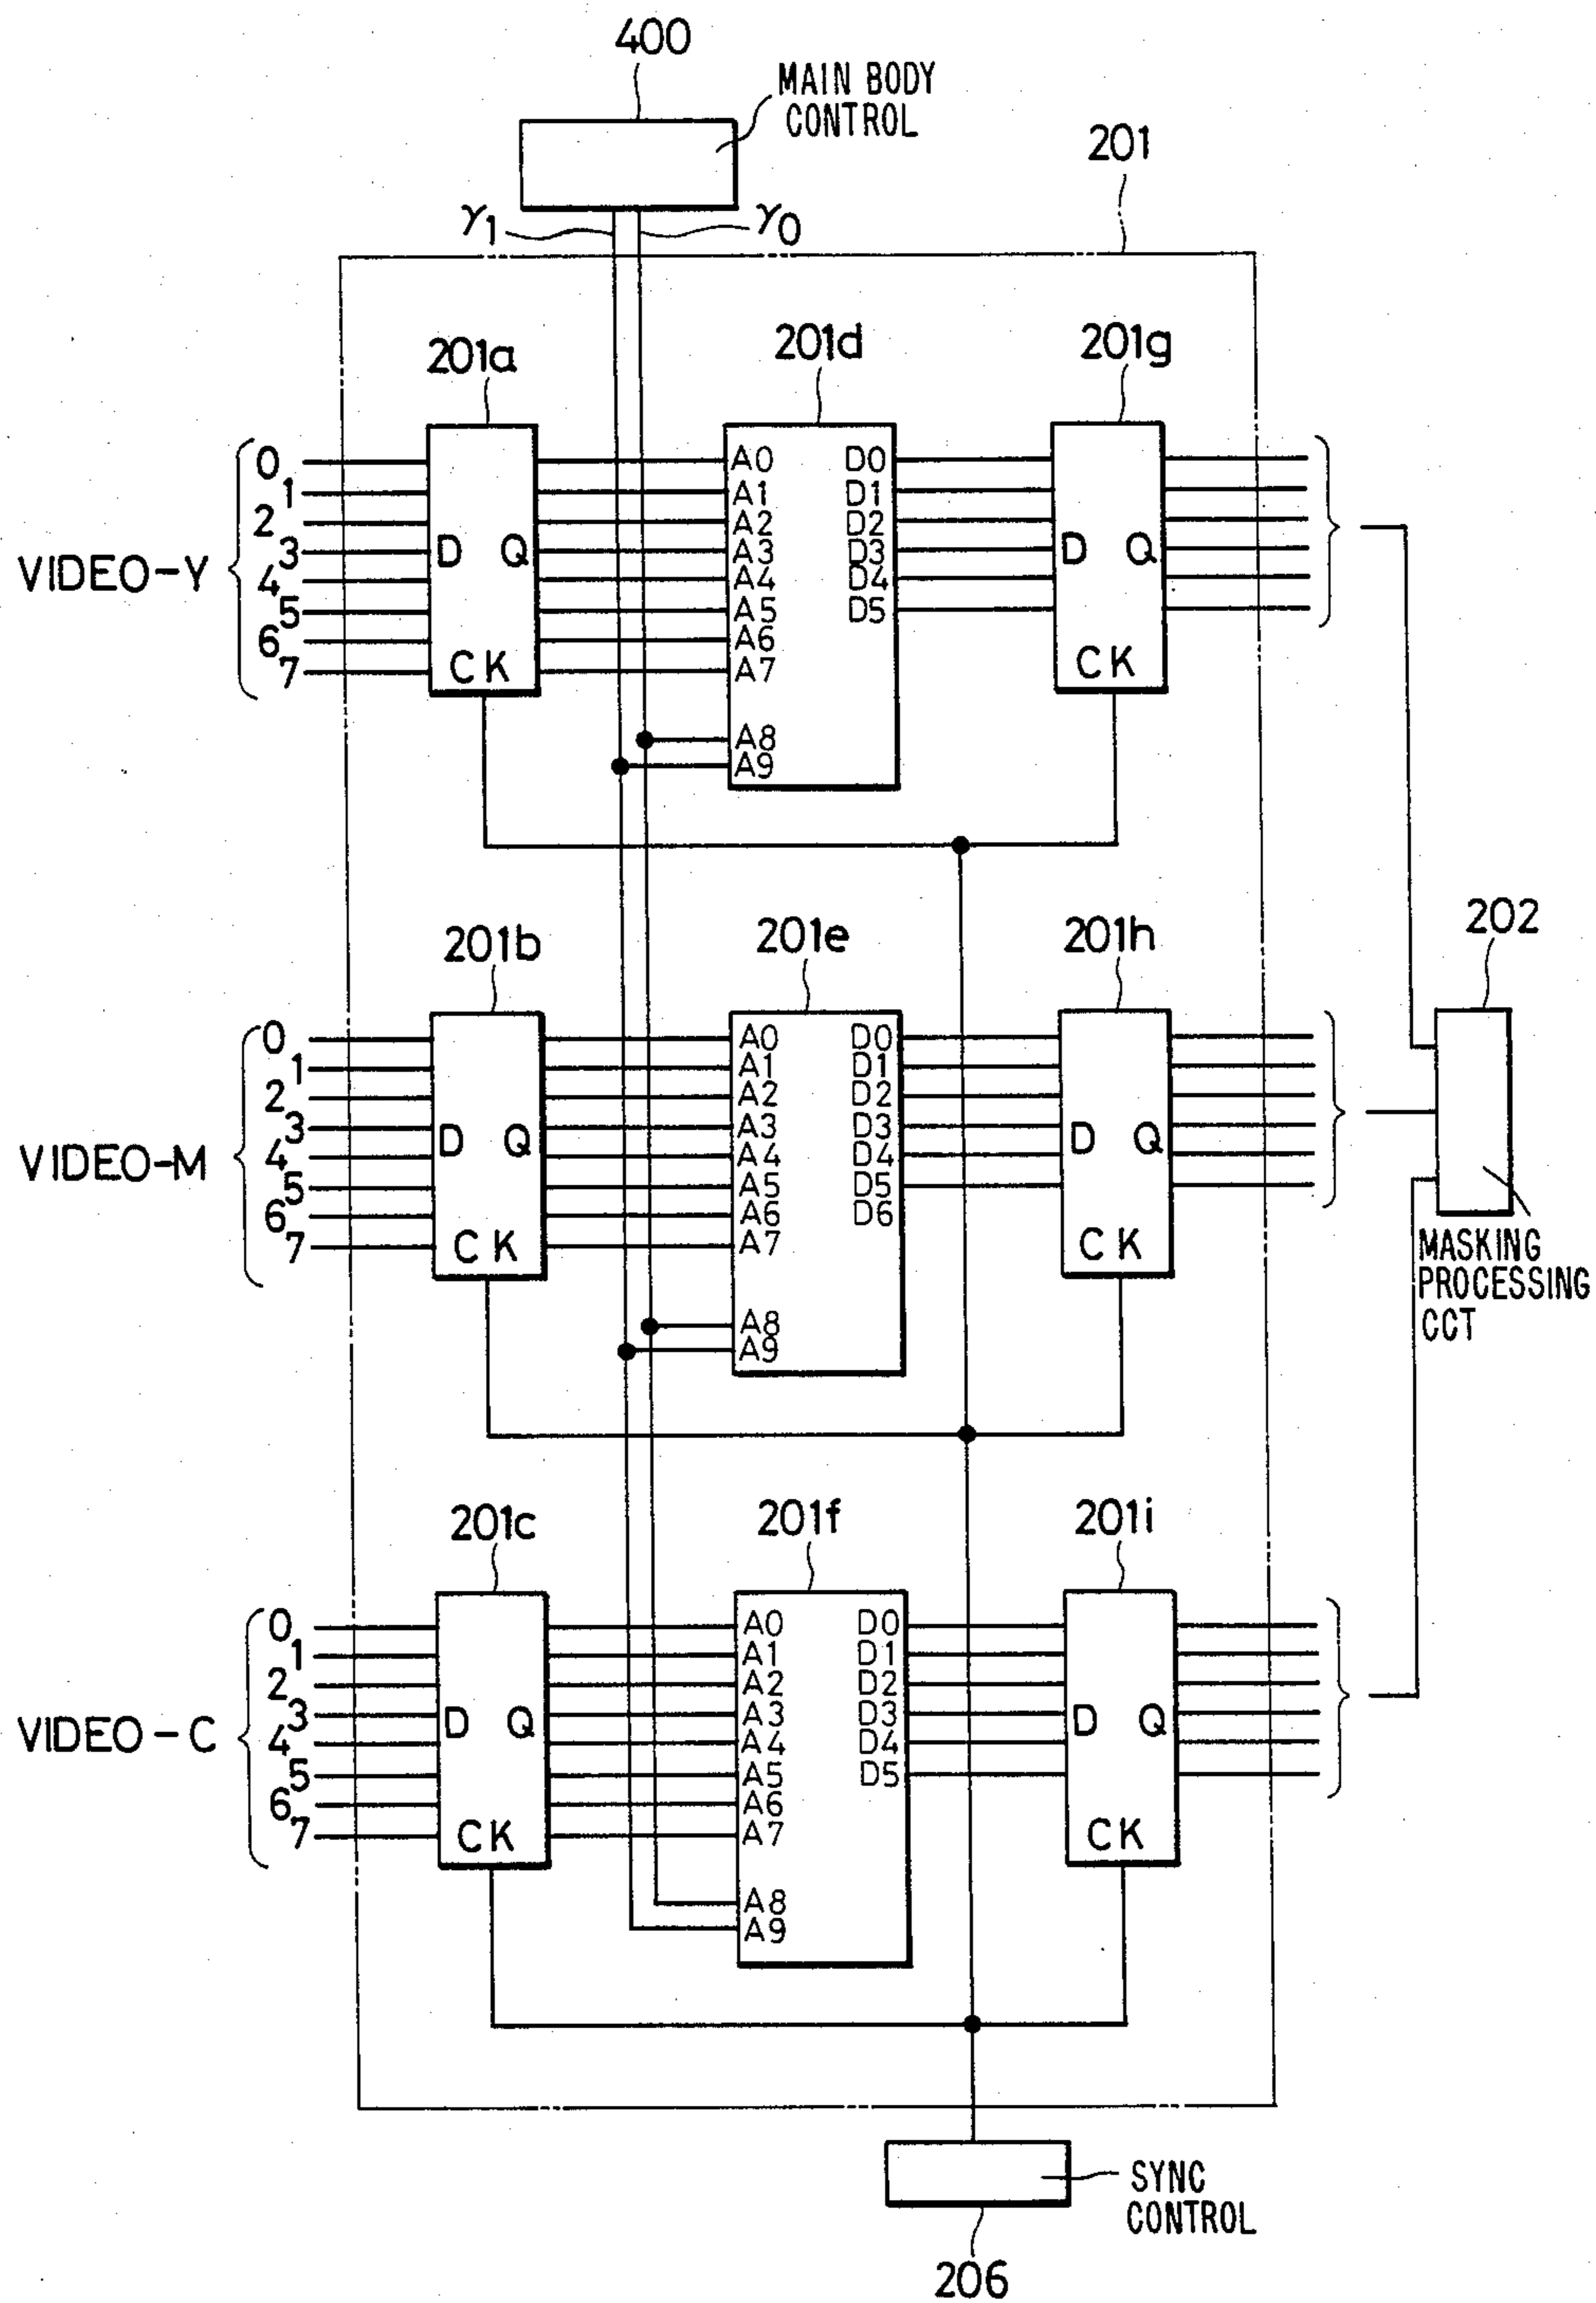 400
MAIN BODY
CONTROL
201
γ1
γ0
201a
201d
201g
VIDEO-Y
0
1
2
3
4
5
6
7
D Q
CK
A0 D0
A1 D1
A2 D2
A3 D3
A4 D4
A5 D5
A6
A7
A8
A9
D Q
CK
201b
201e
201h
202
VIDEO-M
0
1
2
3
4
5
6
7
D Q
CK
A0 D0
A1 D1
A2 D2
A3 D3
A4 D4
A5 D5
A6 D6
A7
A8
A9
D Q
CK
MASKING
PROCESSING
CCT
201c
201f
201i
VIDEO-C
0
1
2
3
4
5
6
7
D Q
CK
A0 D0
A1 D1
A2 D2
A3 D3
A4 D4
A5 D5
A6
A7
A8
A9
D Q
CK
SYNC
CONTROL
206